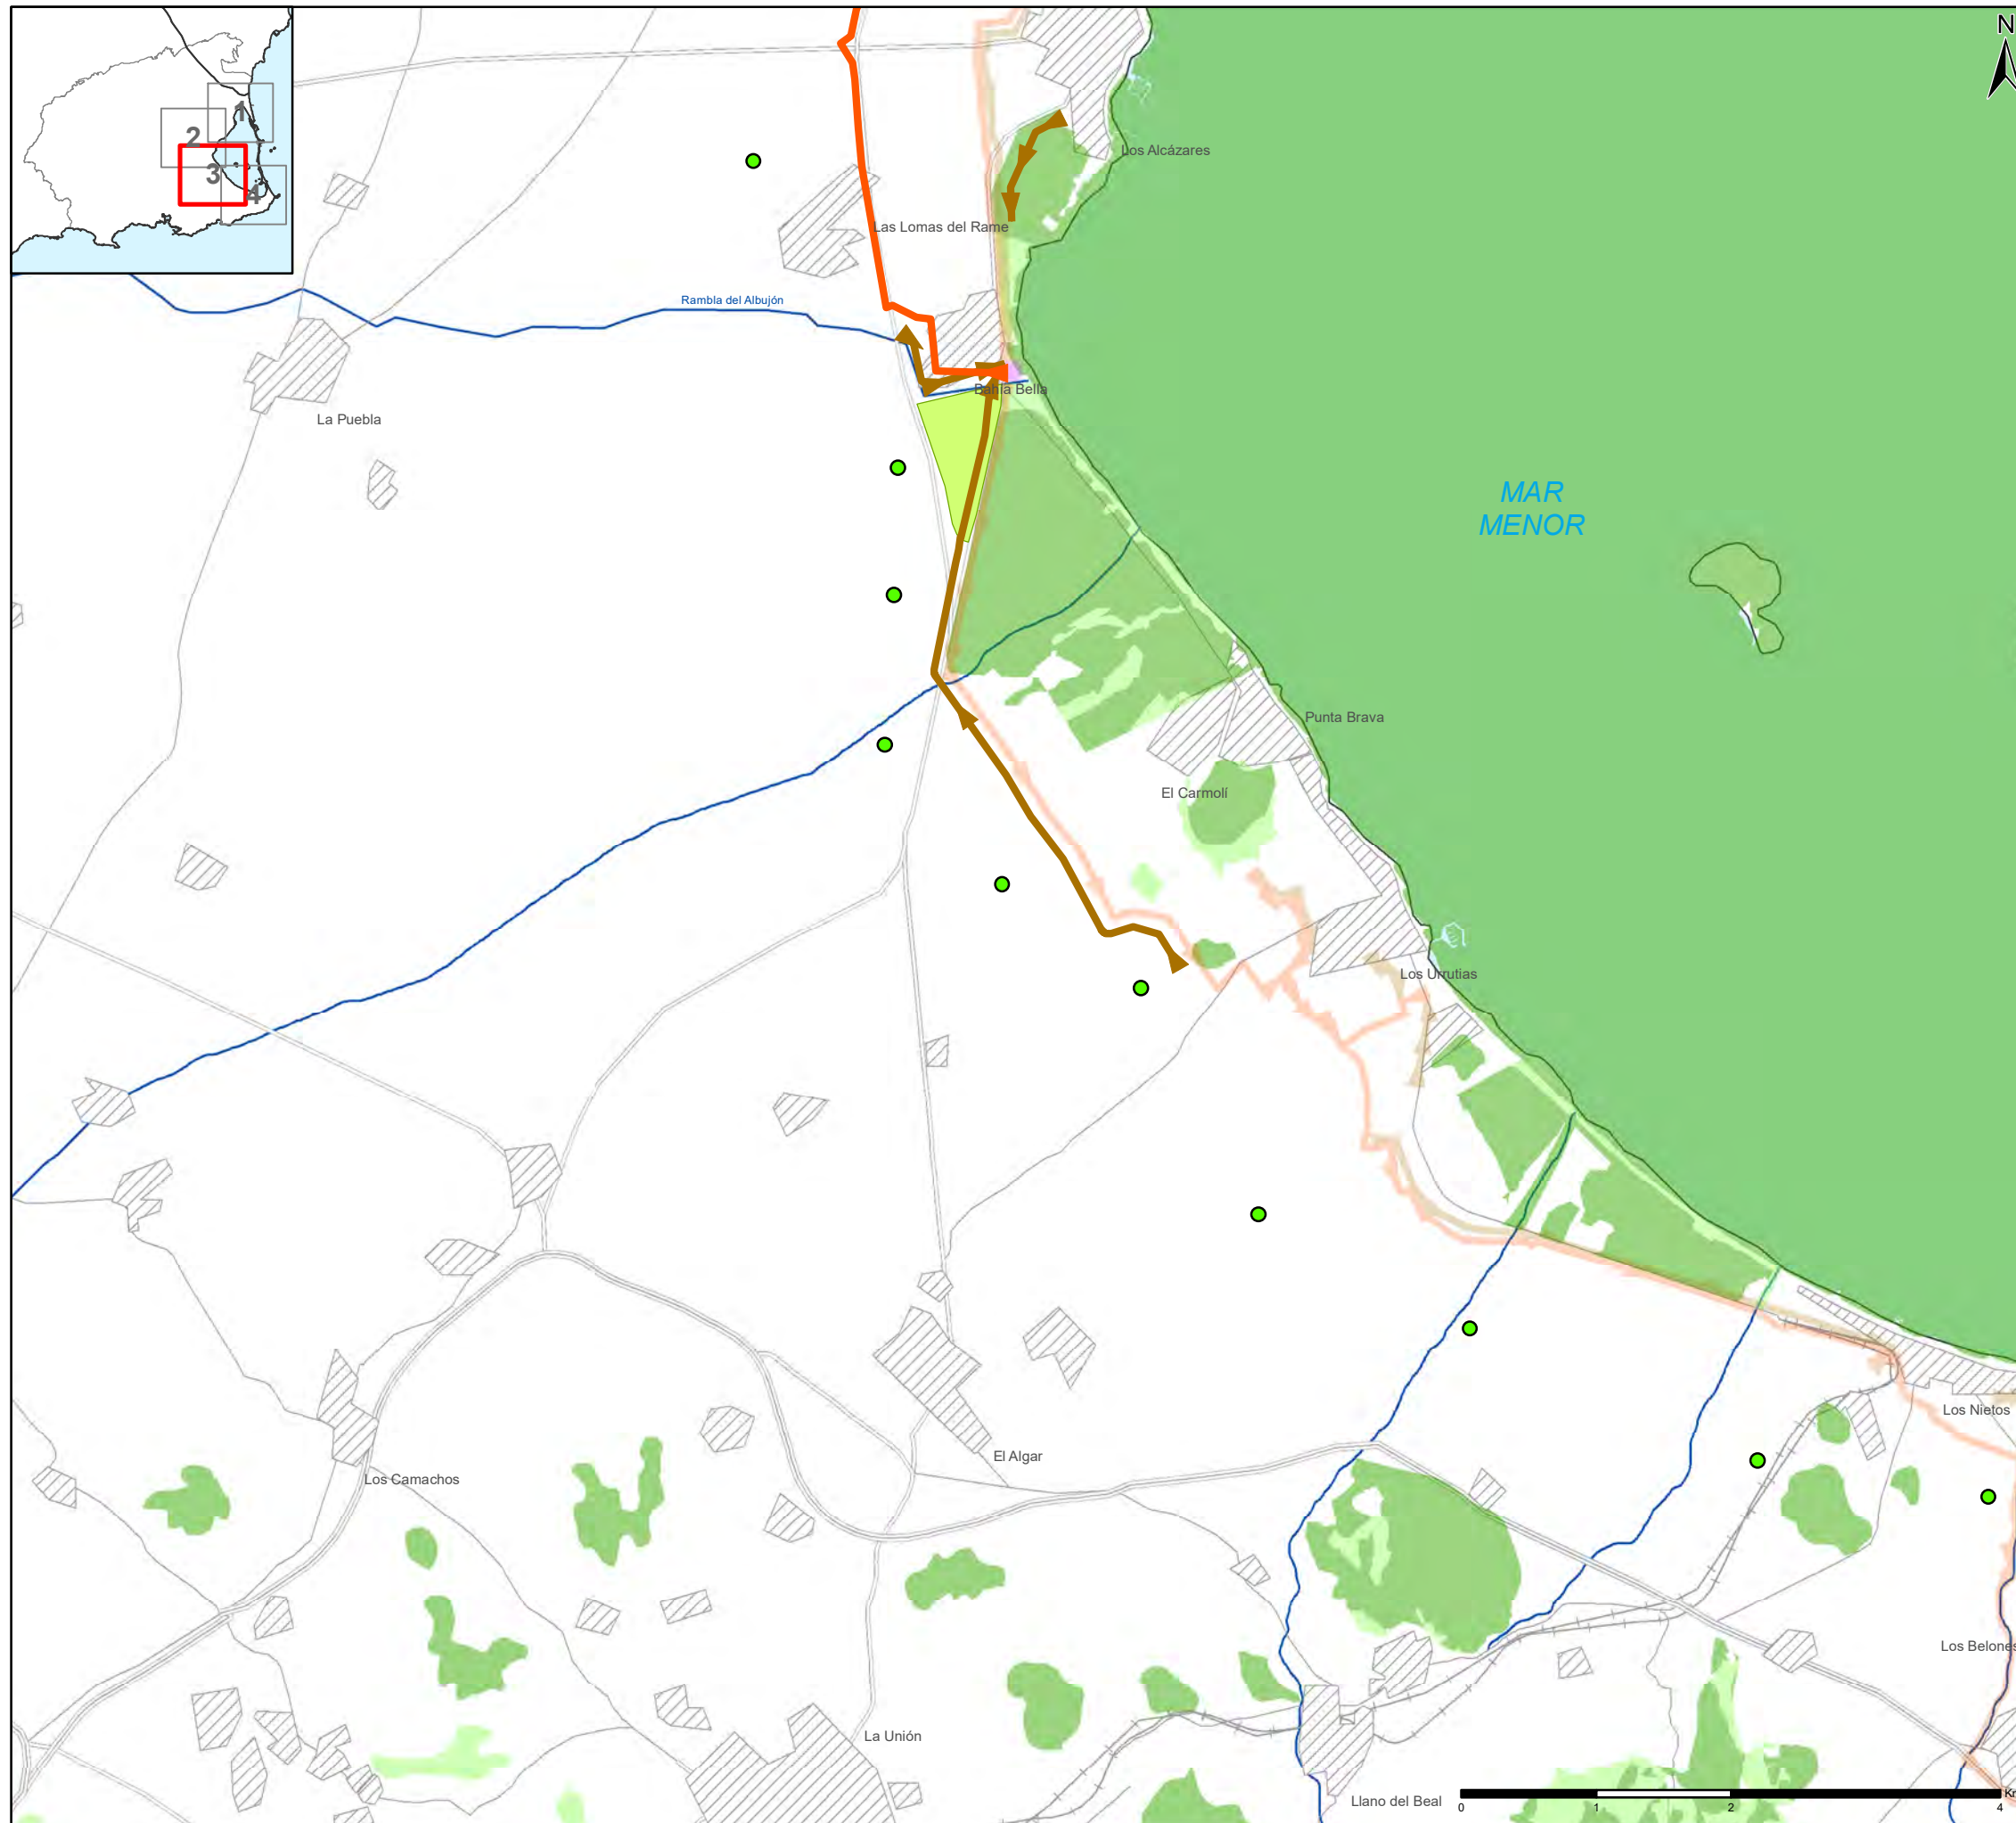 N
1
2
3
4
Los Alcázares
Las Lomas del Rame
Rambla del Albujón
Bahía Bella
La Puebla
MAR
MENOR
Punta Brava
El Carmolí
Los Urrutias
Los Nietos
El Algar
Los Camachos
Los Belones
La Unión
Llano del Beal
0
1
2
4